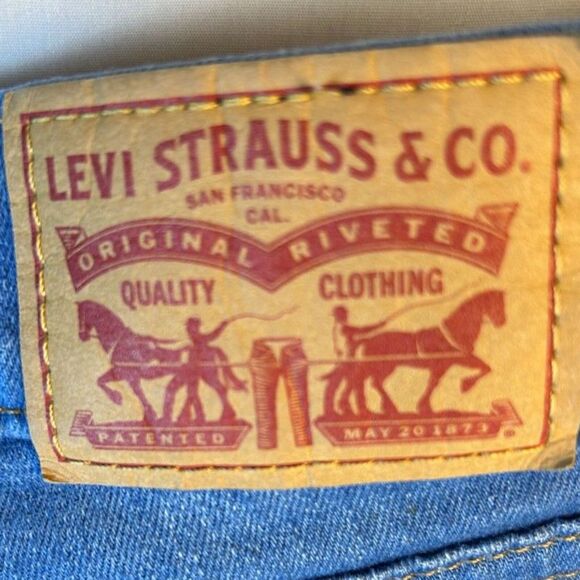 LEVI STRAUSS & CO.
SAN FRANCISCO
CAL.
ORIGINAL RIVETED
QUALITY CLOTHING
PATENTED MAY 20 1873 ®